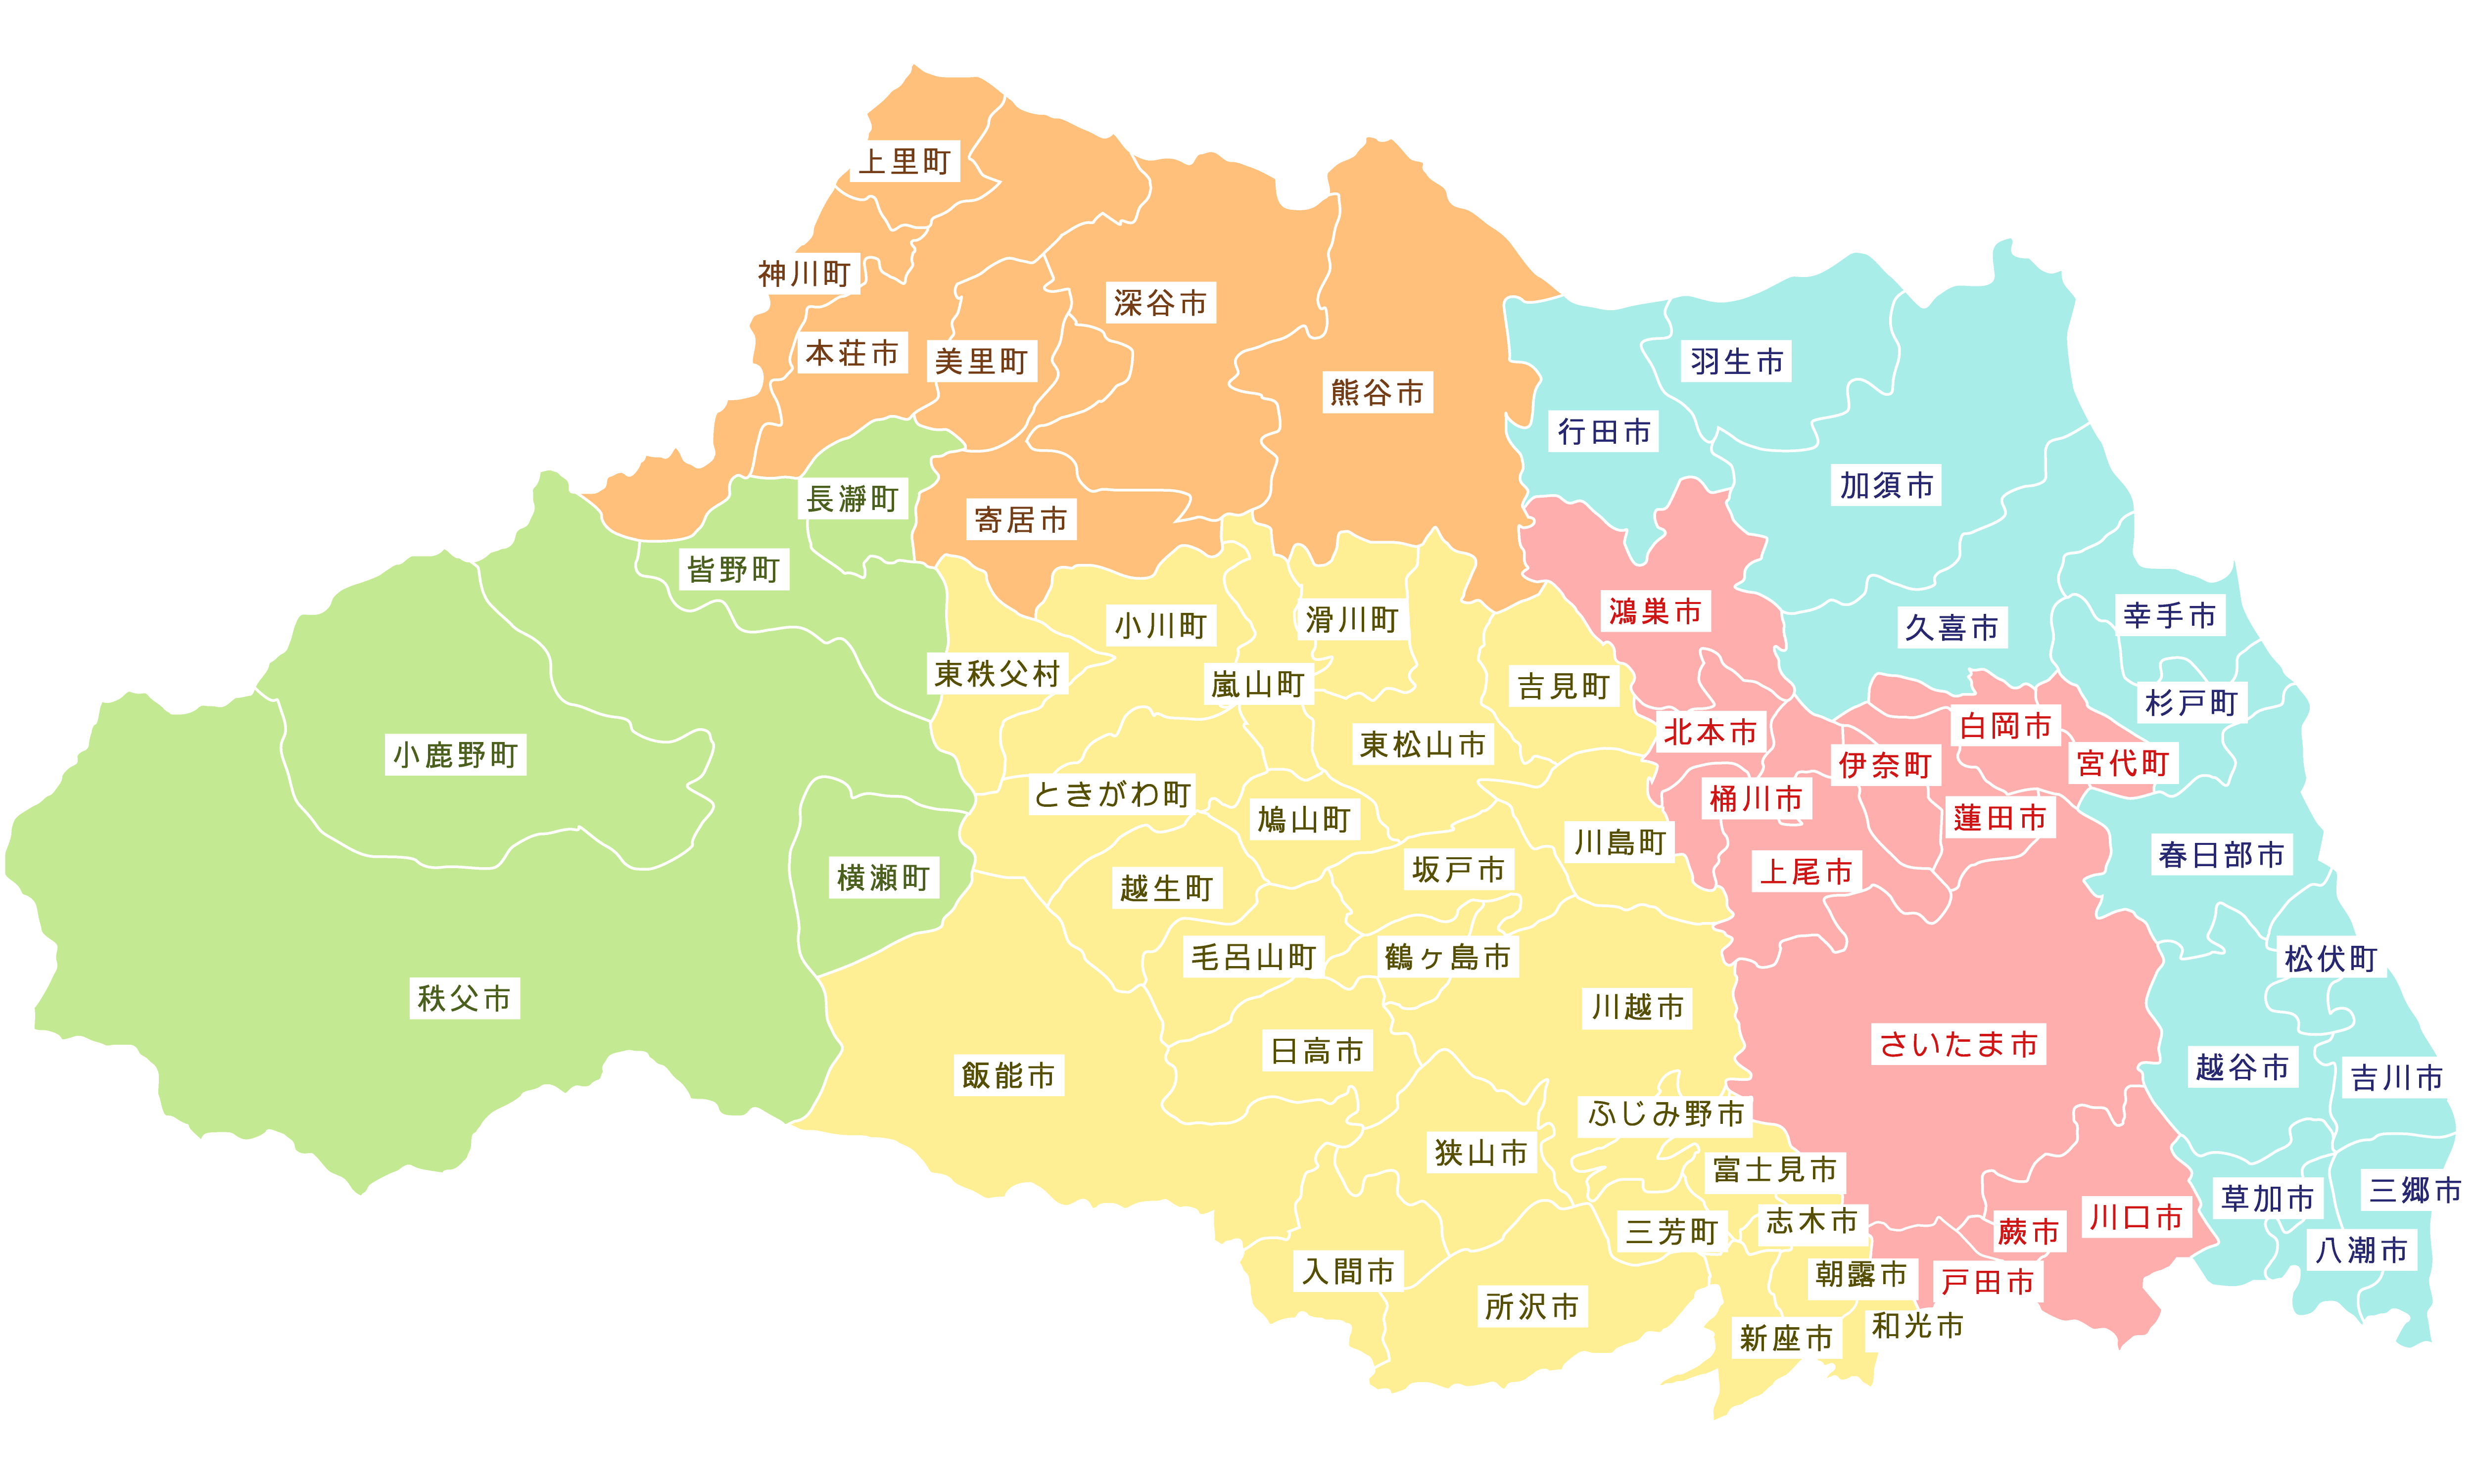 上里町
神川町
深谷市
本荘市
美里町
羽生市
熊谷市
行田市
加須市
長瀞町
寄居市
皆野町
鴻巣市
幸手市
小川町
滑川町
久喜市
東秩父村
嵐山町
吉見町
杉戸町
北本市
白岡市
小鹿野町
東松山市
宮代町
伊奈町
ときがわ町
桶川市
鳩山町
蓮田市
川島町
春日部市
坂戸市
上尾市
横瀬町
越生町
毛呂山町
鶴ヶ島市
松伏町
秩父市
川越市
さいたま市
日高市
飯能市
越谷市
吉川市
ふじみ野市
狭山市
富士見市
三郷市
草加市
志木市
三芳町
蕨市
川口市
八潮市
入間市
朝霞市
戸田市
所沢市
和光市
新座市